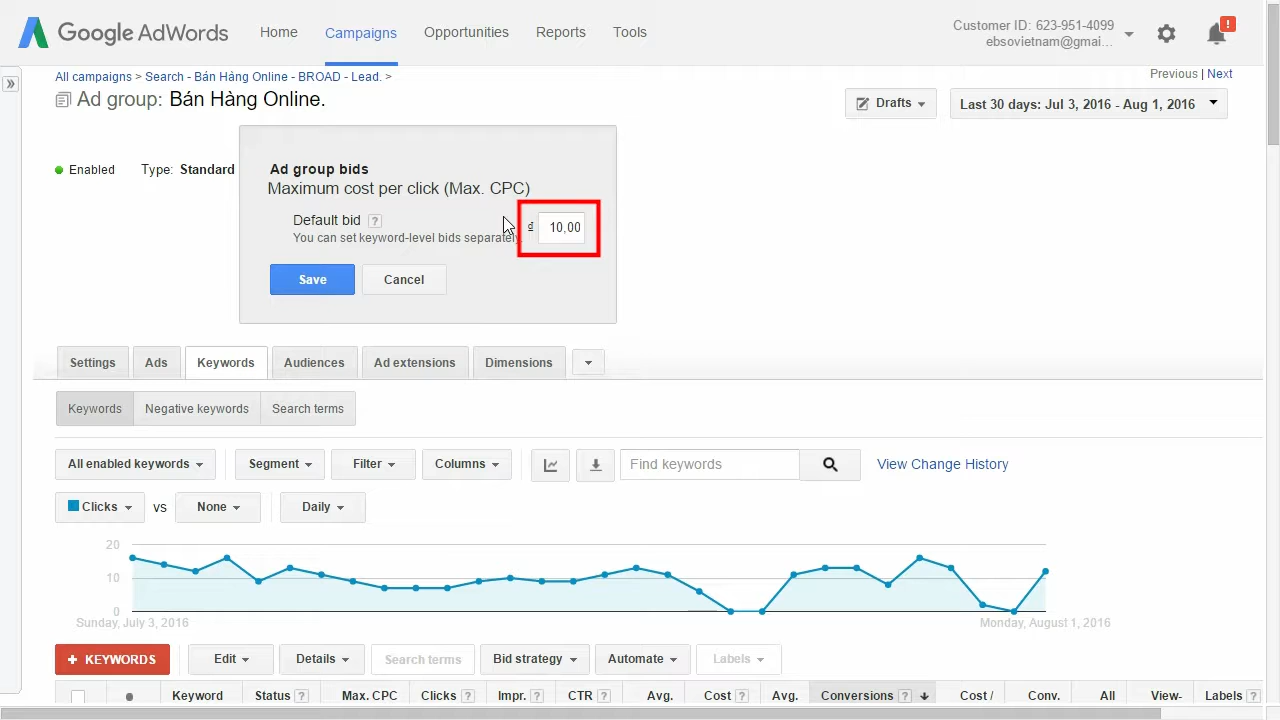 Google AdWords
Home Campaigns Opportunities Reports Tools
Customer ID: 623-951-4099
ebsovietnam@gmai...
!
All campaigns > Search - Bán Hàng Online - BROAD - Lead. >
Previous | Next
Ad group: Bán Hàng Online.
Drafts
Last 30 days: Jul 3, 2016 - Aug 1, 2016
Enabled Type: Standard
Ad group bids
Maximum cost per click (Max. CPC)
Default bid ?
₫ 10,00
You can set keyword-level bids separately.
Save Cancel
Settings Ads Keywords Audiences Ad extensions Dimensions
Keywords Negative keywords Search terms
All enabled keywords Segment Filter Columns Find keywords View Change History
Clicks vs None Daily
20
10
0
Sunday, July 3, 2016 Monday, August 1, 2016
+ KEYWORDS Edit Details Search terms Bid strategy Automate Labels
Keyword Status ? Max. CPC Clicks ? Impr. ? CTR ? Avg. Cost ? Avg. Conversions ? Cost / Conv. All View- Labels ?